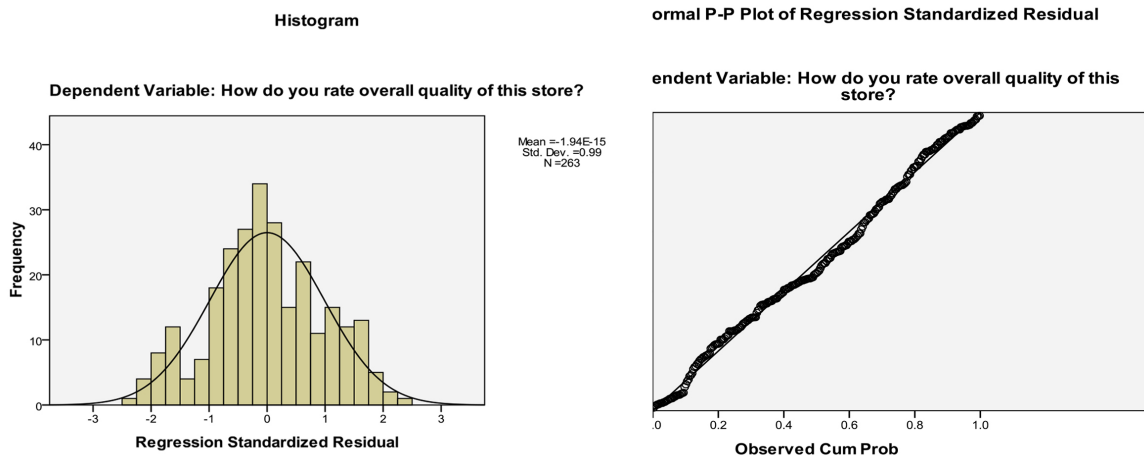 Histogram
Dependent Variable: How do you rate overall quality of this store?
Mean =-1.94E-15
Std. Dev. =0.99
N =263
40
30
20
10
0
Frequency
-3 -2 -1 0 1 2 3
Regression Standardized Residual
ormal P-P Plot of Regression Standardized Residual
endent Variable: How do you rate overall quality of this
store?
.0 0.2 0.4 0.6 0.8 1.0
Observed Cum Prob